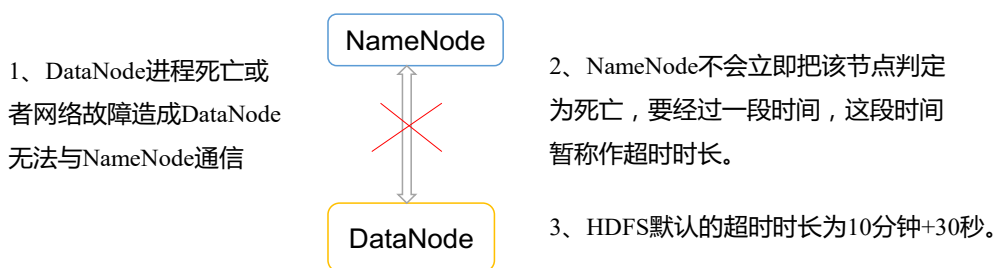 NameNode
1、DataNode进程死亡或
者网络故障造成DataNode
无法与NameNode通信
2、NameNode不会立即把该节点判定
为死亡，要经过一段时间，这段时间
暂称作超时时长。
3、HDFS默认的超时时长为10分钟+30秒。
DataNode